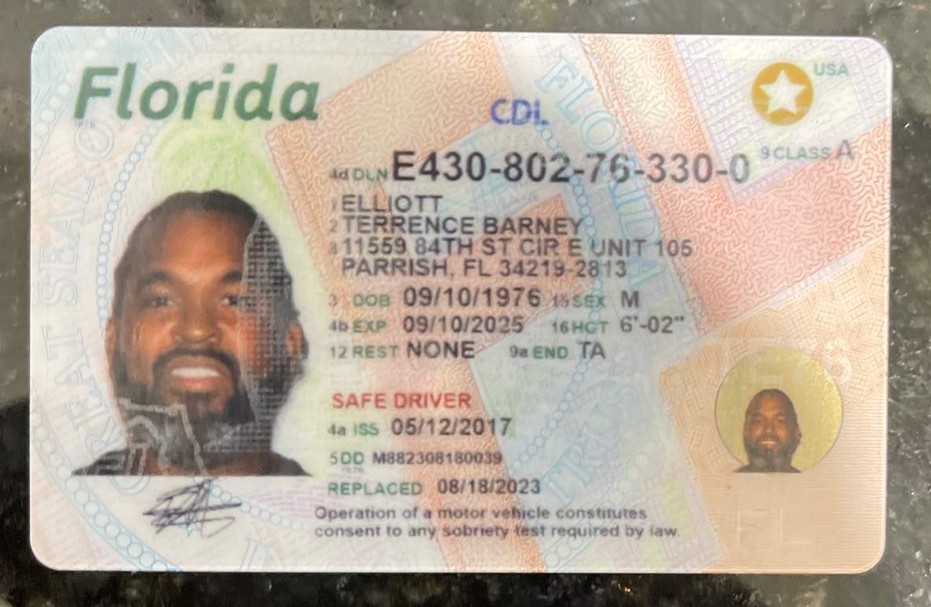 Florida
CDL
USA
9 CLASS A
4d DLN E430-802-76-330-0
1 ELLIOTT
2 TERRENCE BARNEY
8 11559 84TH ST CIR E UNIT 105
PARRISH, FL 34219-2813
3 DOB 09/10/1976 15 SEX M
4b EXP 09/10/2025 16 HGT 6'-02"
12 REST NONE 9a END TA
SAFE DRIVER
4a ISS 05/12/2017
5 DD M882308180039
REPLACED 08/18/2023
Operation of a motor vehicle constitutes
consent to any sobriety test required by law.